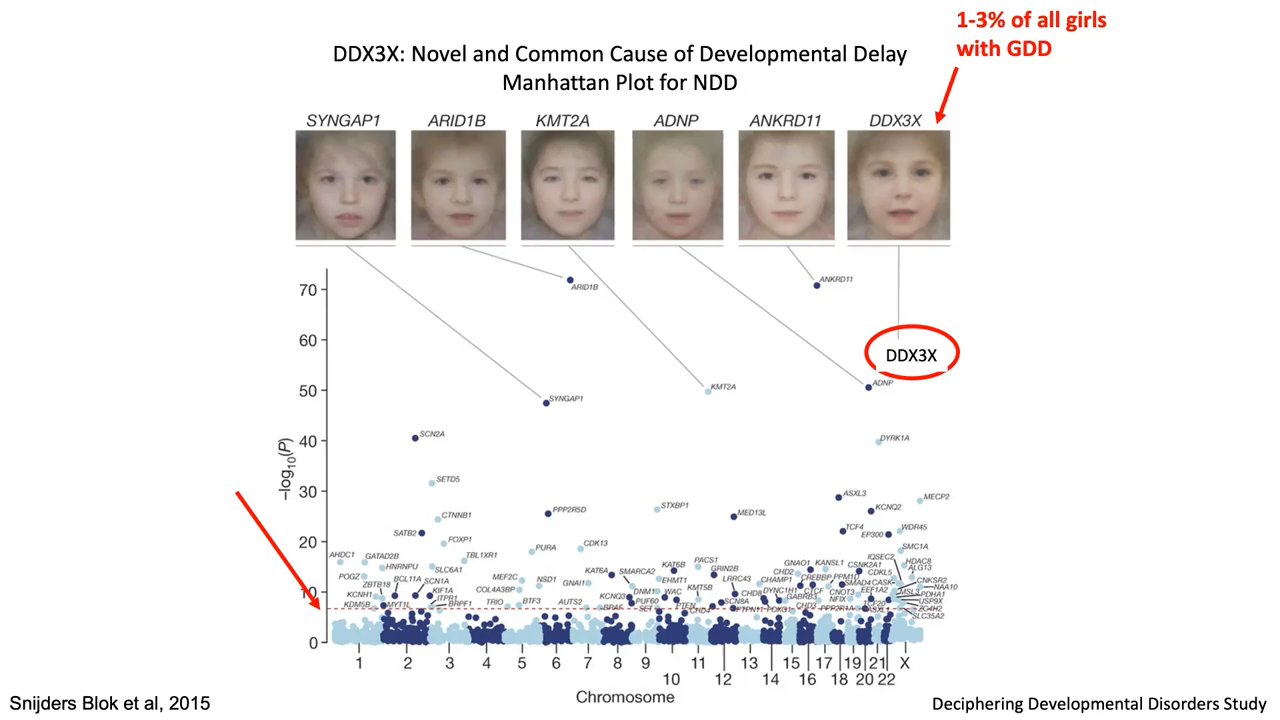 1-3% of all girls
with GDD
DDX3X: Novel and Common Cause of Developmental Delay
Manhattan Plot for NDD
SYNGAP1 ARID1B KMT2A ADNP ANKRD11 DDX3X
70
ARID1B
ANKRD11
60
DDX3X
50
SYNGAP1
KMT2A
ADNP
40
SCN2A
DYRK1A
SETD5
30
ASXL3
MECP2
CTNNB1
PPP2R5D
STXBP1
MED13L
KCNQ2
20
SATB2
FOXP1
PURA
CDK13
TCF4
EP300
WDR45
SMC1A
AHDC1
GATAD2B
HNRNPU
TBL1XR1
SLC6A1
PACS1
KAT6B
GNAO1
KANSL1
IQSEC2
HDAC8
ALG13
POGZ
ZBTB18
BCL11A
SCN1A
MEF2C
NSD1
GNAI1
KAT6A
SMARCA2
EHMT1
GRIN2B
LRRC43
CHAMP1
CHD2
CREBBP
PPM1D
CSNK2A1
CDKL5
CNKSR2
NAA10
10
KCNH1
KIF1A
ITPR1
COL4A3BP
KCNQ3
DNM1
WAC
KMT5B
CHD8
DYNC1H1
CTCF
SMAD4
CASK
EEF1A2
MSL3
PDHA1
KDM5B
MYT1L
BRPF1
TRIO
BTF3
AUTS2
BRAF
PUF60
SET
PTEN
CHD4
SCN8A
PTPN11
FOXG1
GABRB3
CHD3
NFIX
CNOT3
PPP2R1A
USP9X
ZC4H2
SLC35A2
0
–log10(P)
1 2 3 4 5 6 7 8 9 11 13 15 17 19 21 X
10 12 14 16 18 20 22
Chromosome
Snijders Blok et al, 2015
Deciphering Developmental Disorders Study